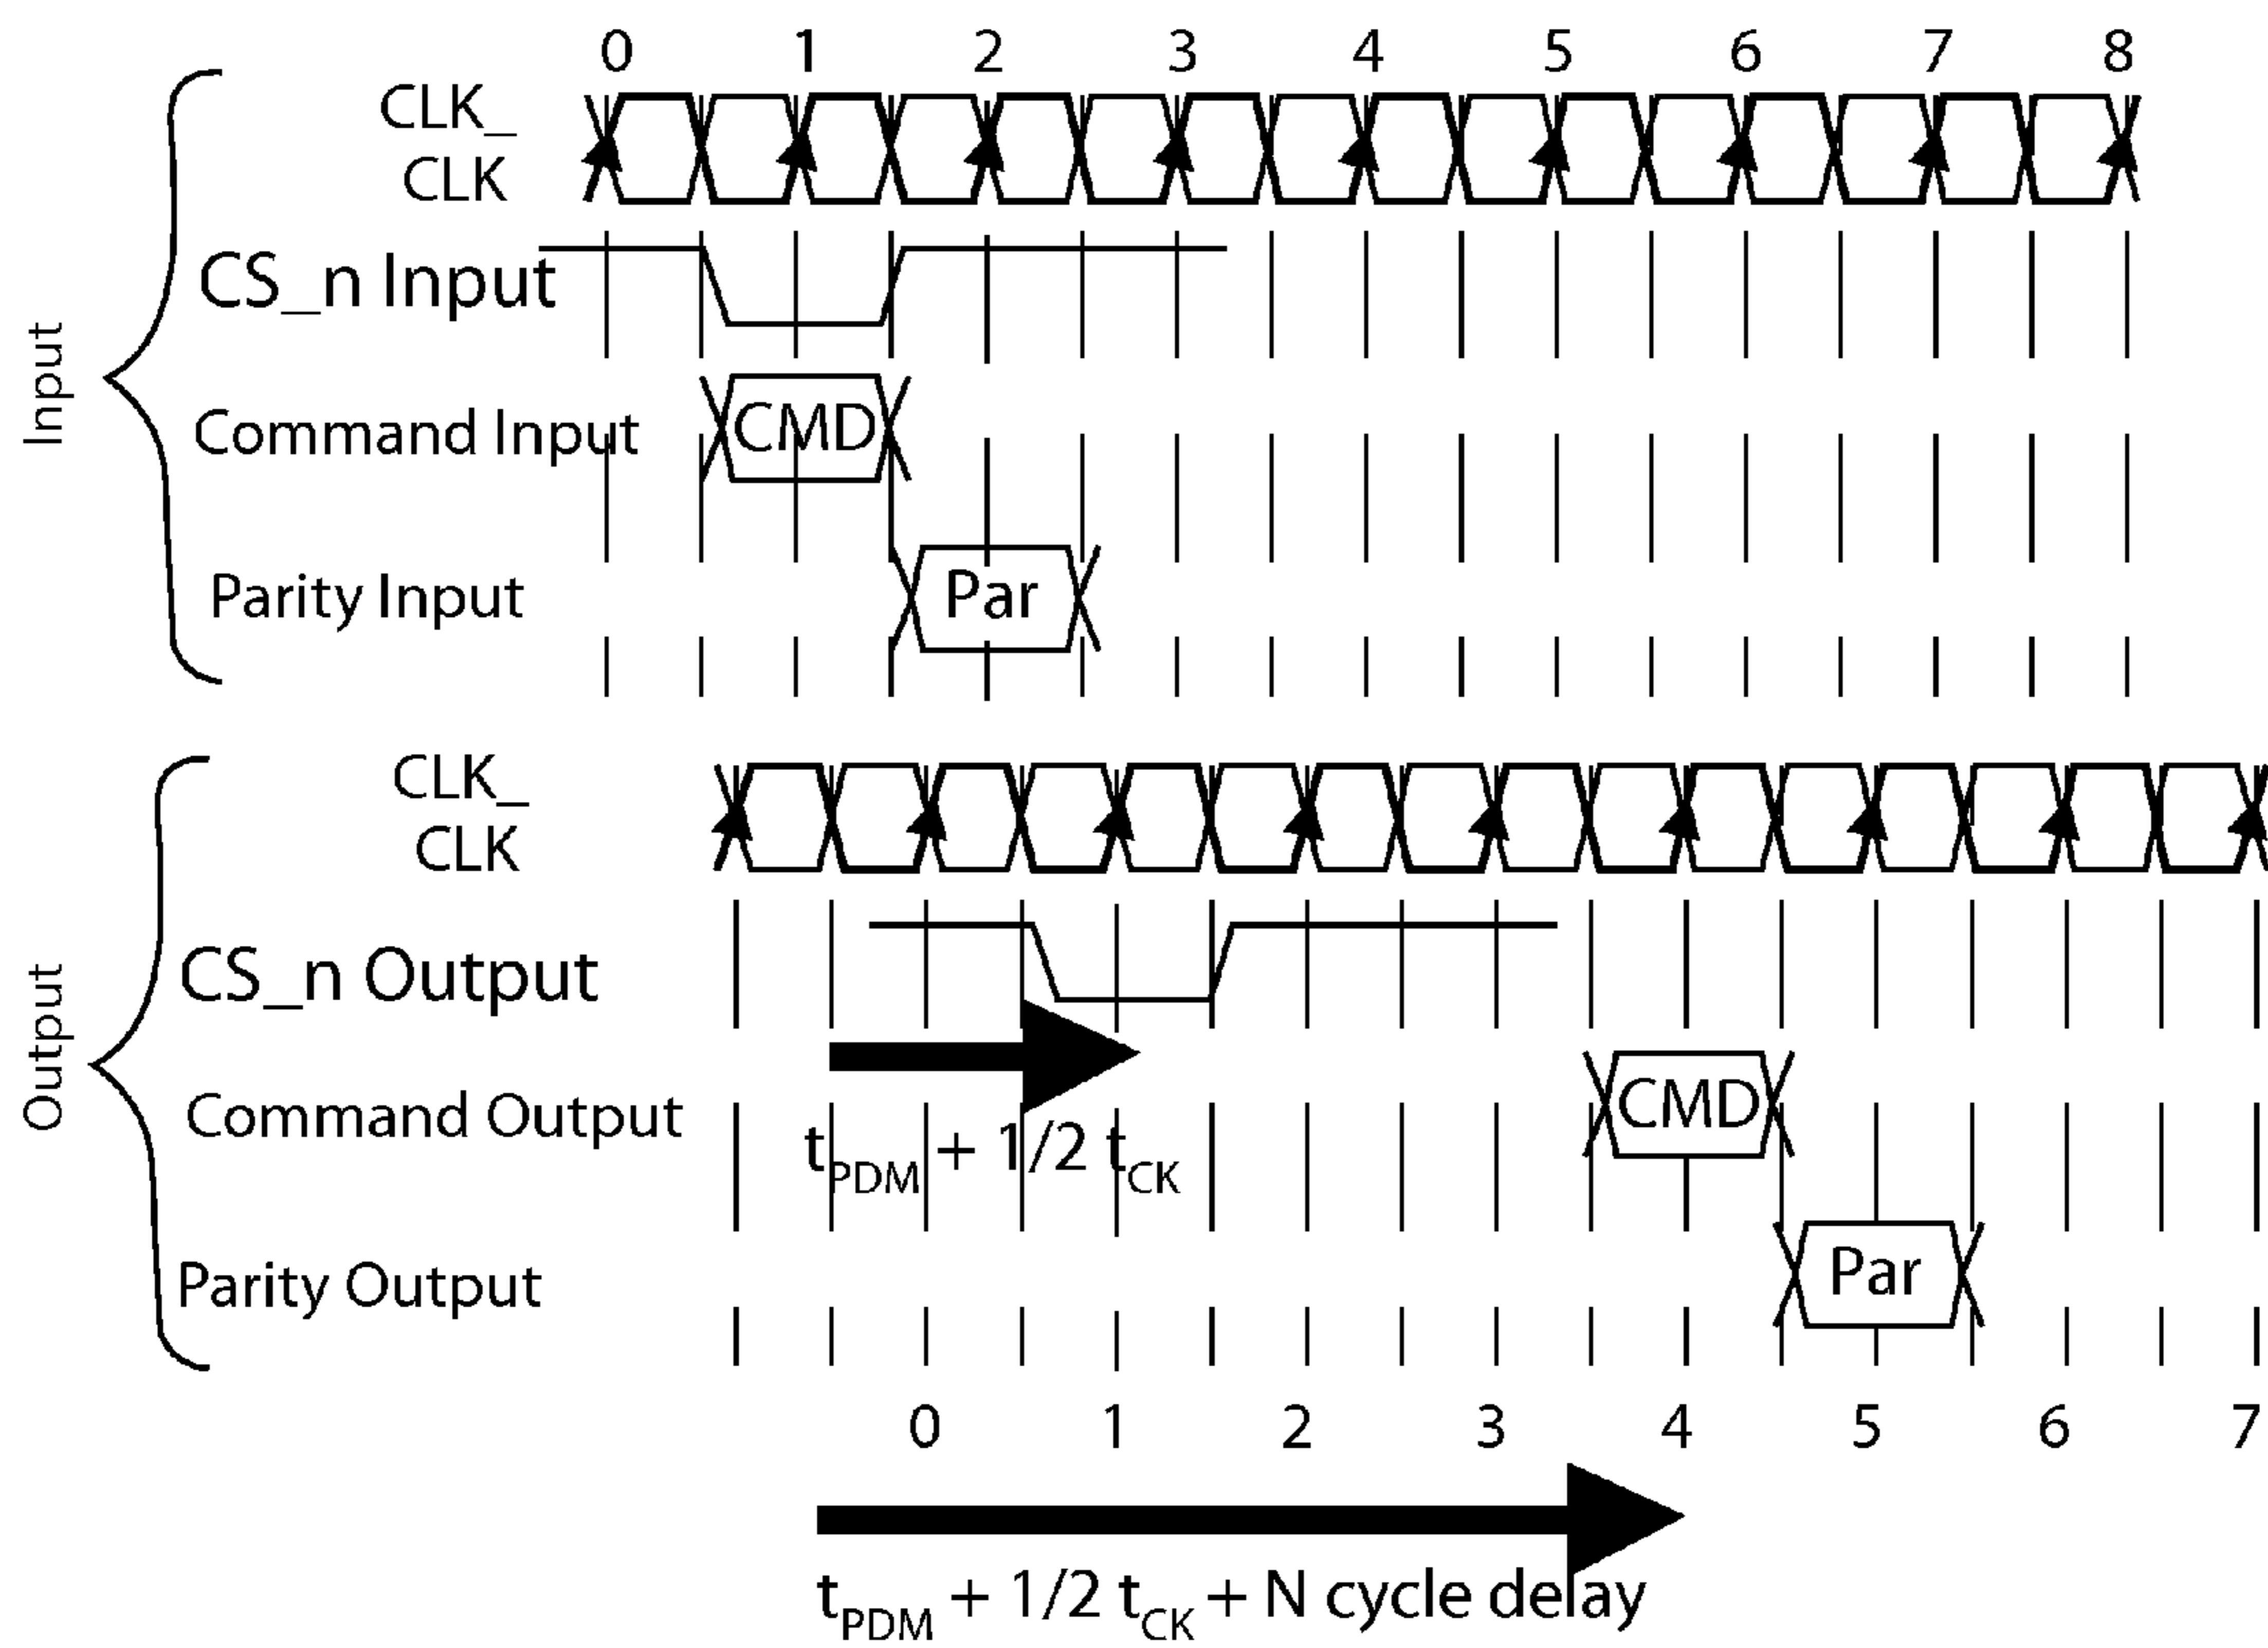 0 1 2 3 4 5 6 7 8
CLK_
CLK
CS_n Input
Input
Command Input
CMD
Parity Input
Par
CLK_
CLK
CS_n Output
Output
Command Output
CMD
tPDM + 1/2 tCK
Parity Output
Par
0 1 2 3 4 5 6 7
tPDM + 1/2 tCK + N cycle delay